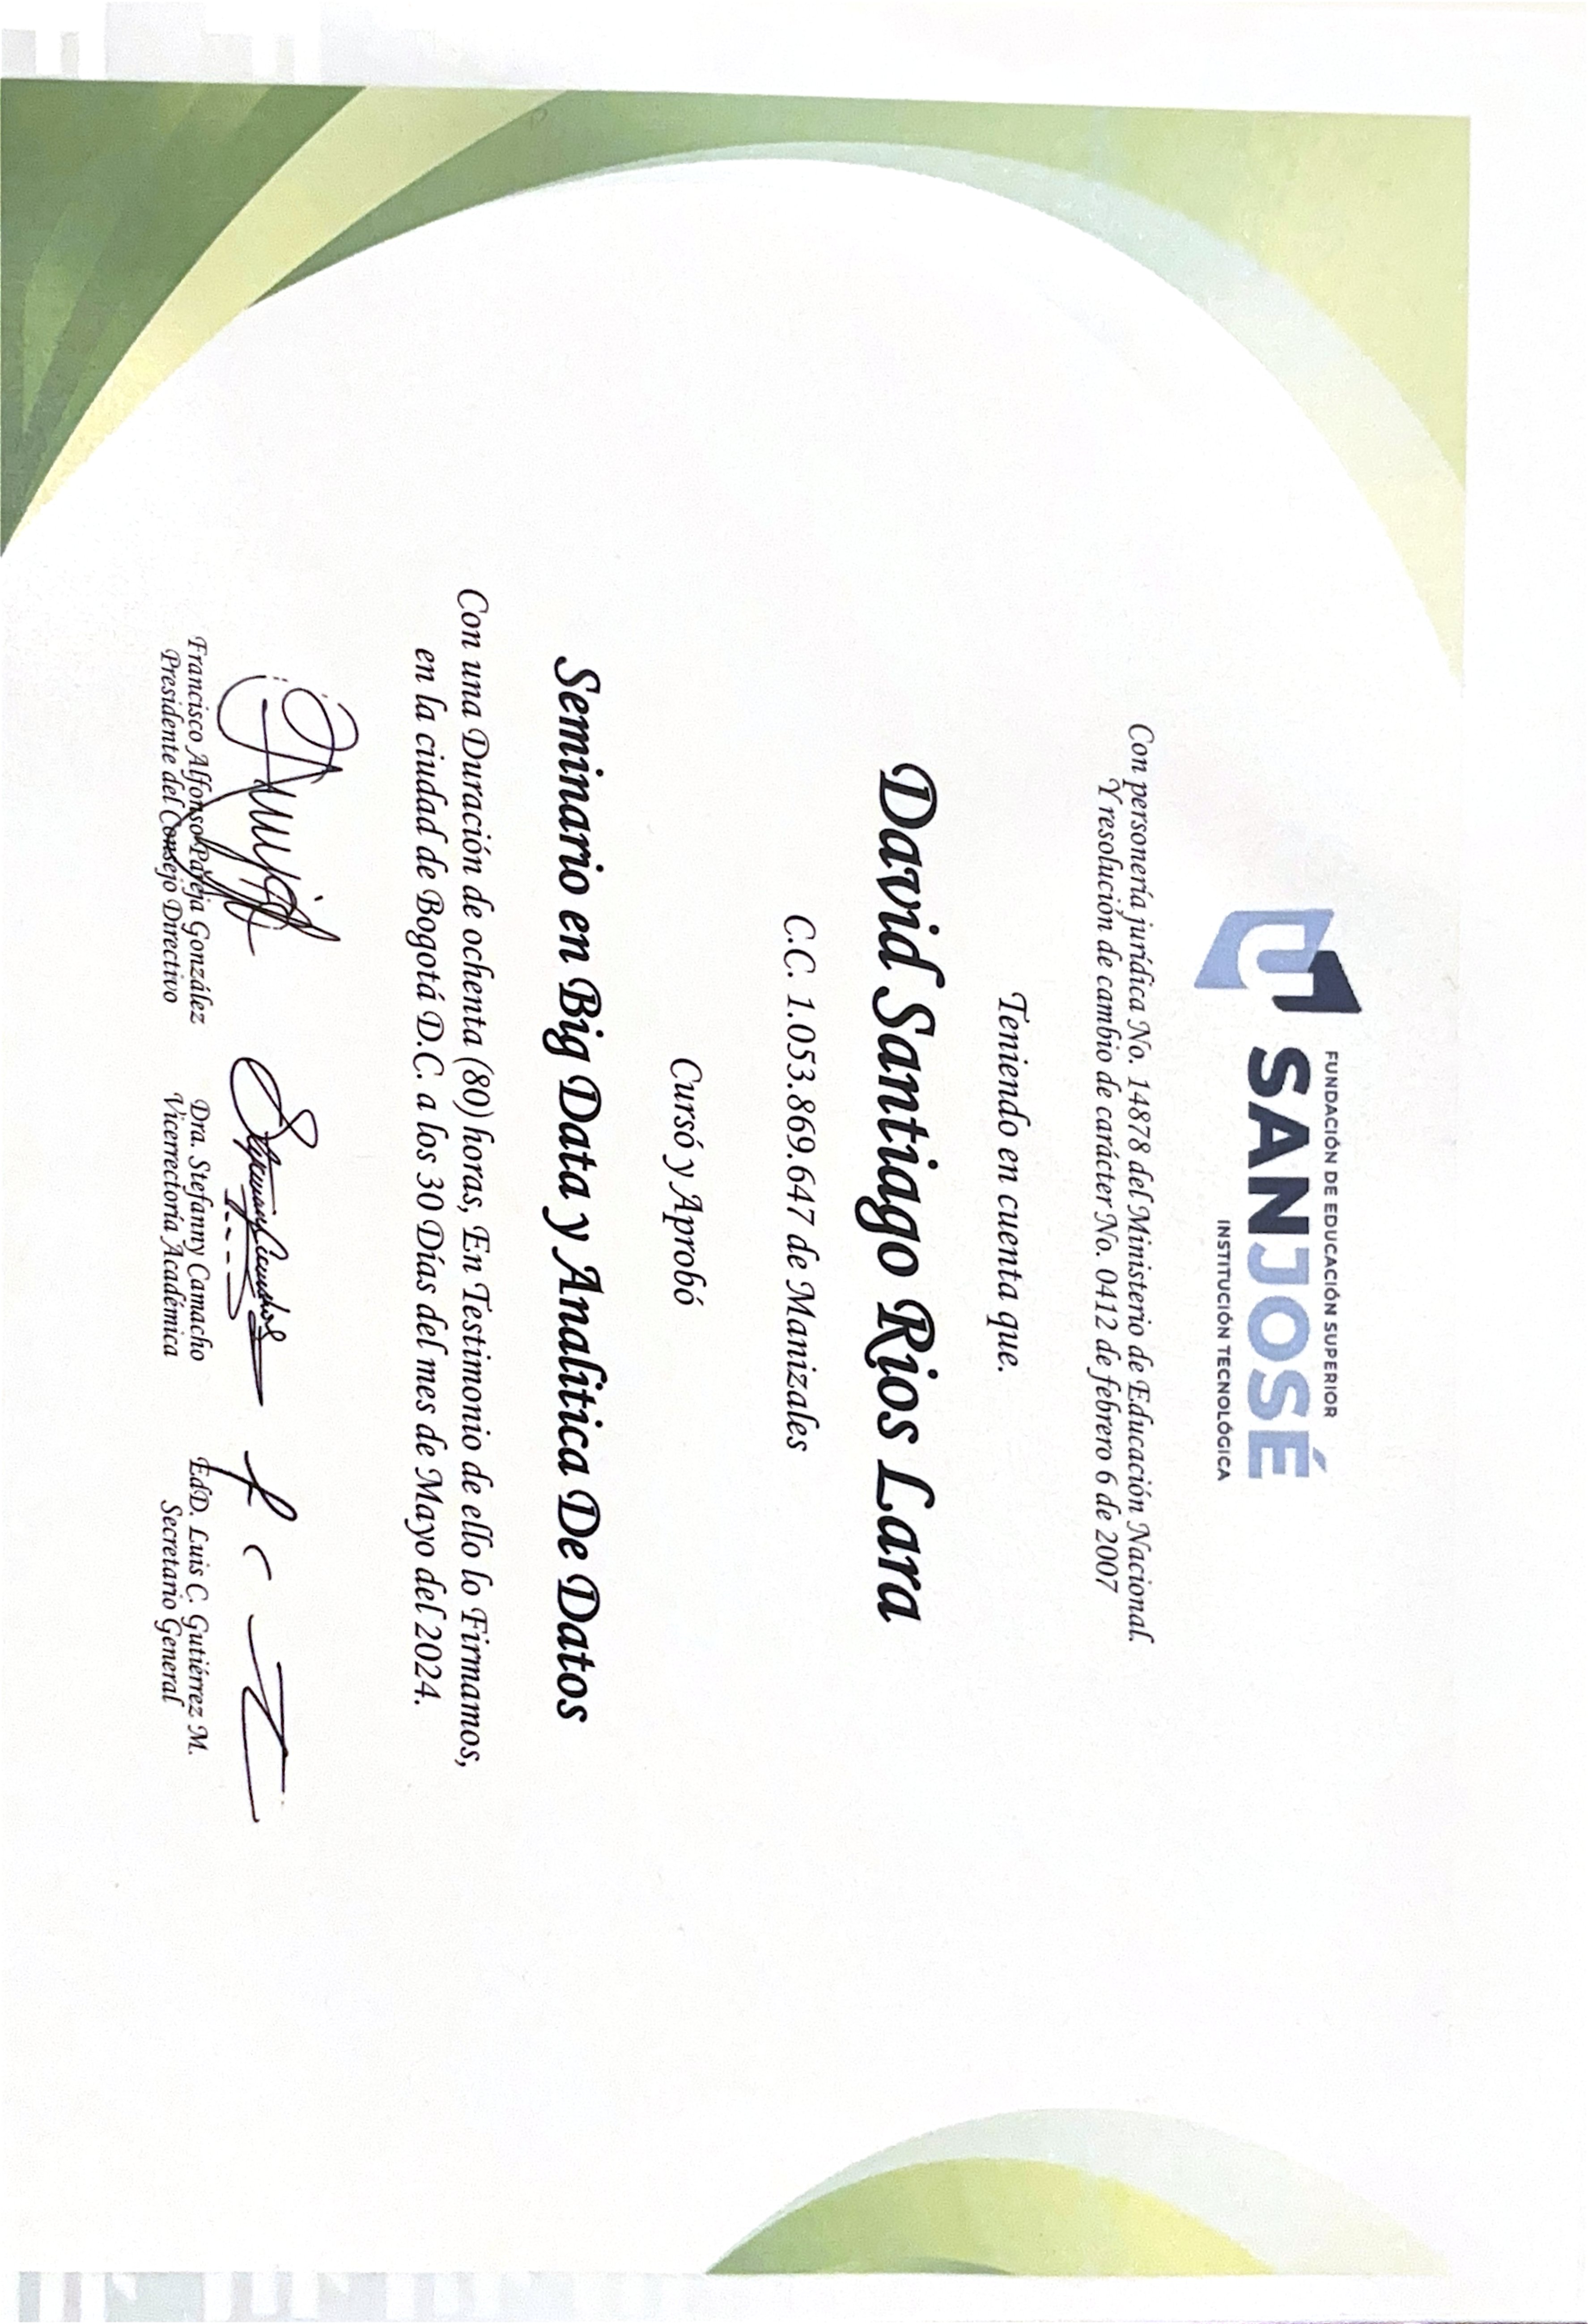 FUNDACIÓN DE EDUCACIÓN SUPERIOR
SANJOSÉ
INSTITUCIÓN TECNOLÓGICA
Con personería jurídica No. 14878 del Ministerio de Educación Nacional.
Y resolución de cambio de carácter No. 0412 de febrero 6 de 2007
Teniendo en cuenta que.
David Santiago Rios Lara
C.C. 1.053.869.647 de Manizales
Cursó y Aprobó
Seminario en Big Data y Analitica De Datos
Con una Duración de ochenta (80) horas, En Testimonio de ello lo Firmamos,
en la ciudad de Bogotá D.C. a los 30 Días del mes de Mayo del 2024.
Francisco Alfonso Pareja González
Presidente del Consejo Directivo
Dra. Stefanny Camacho
Vicerrectoría Académica
EdD. Luis C. Gutiérrez M.
Secretario General